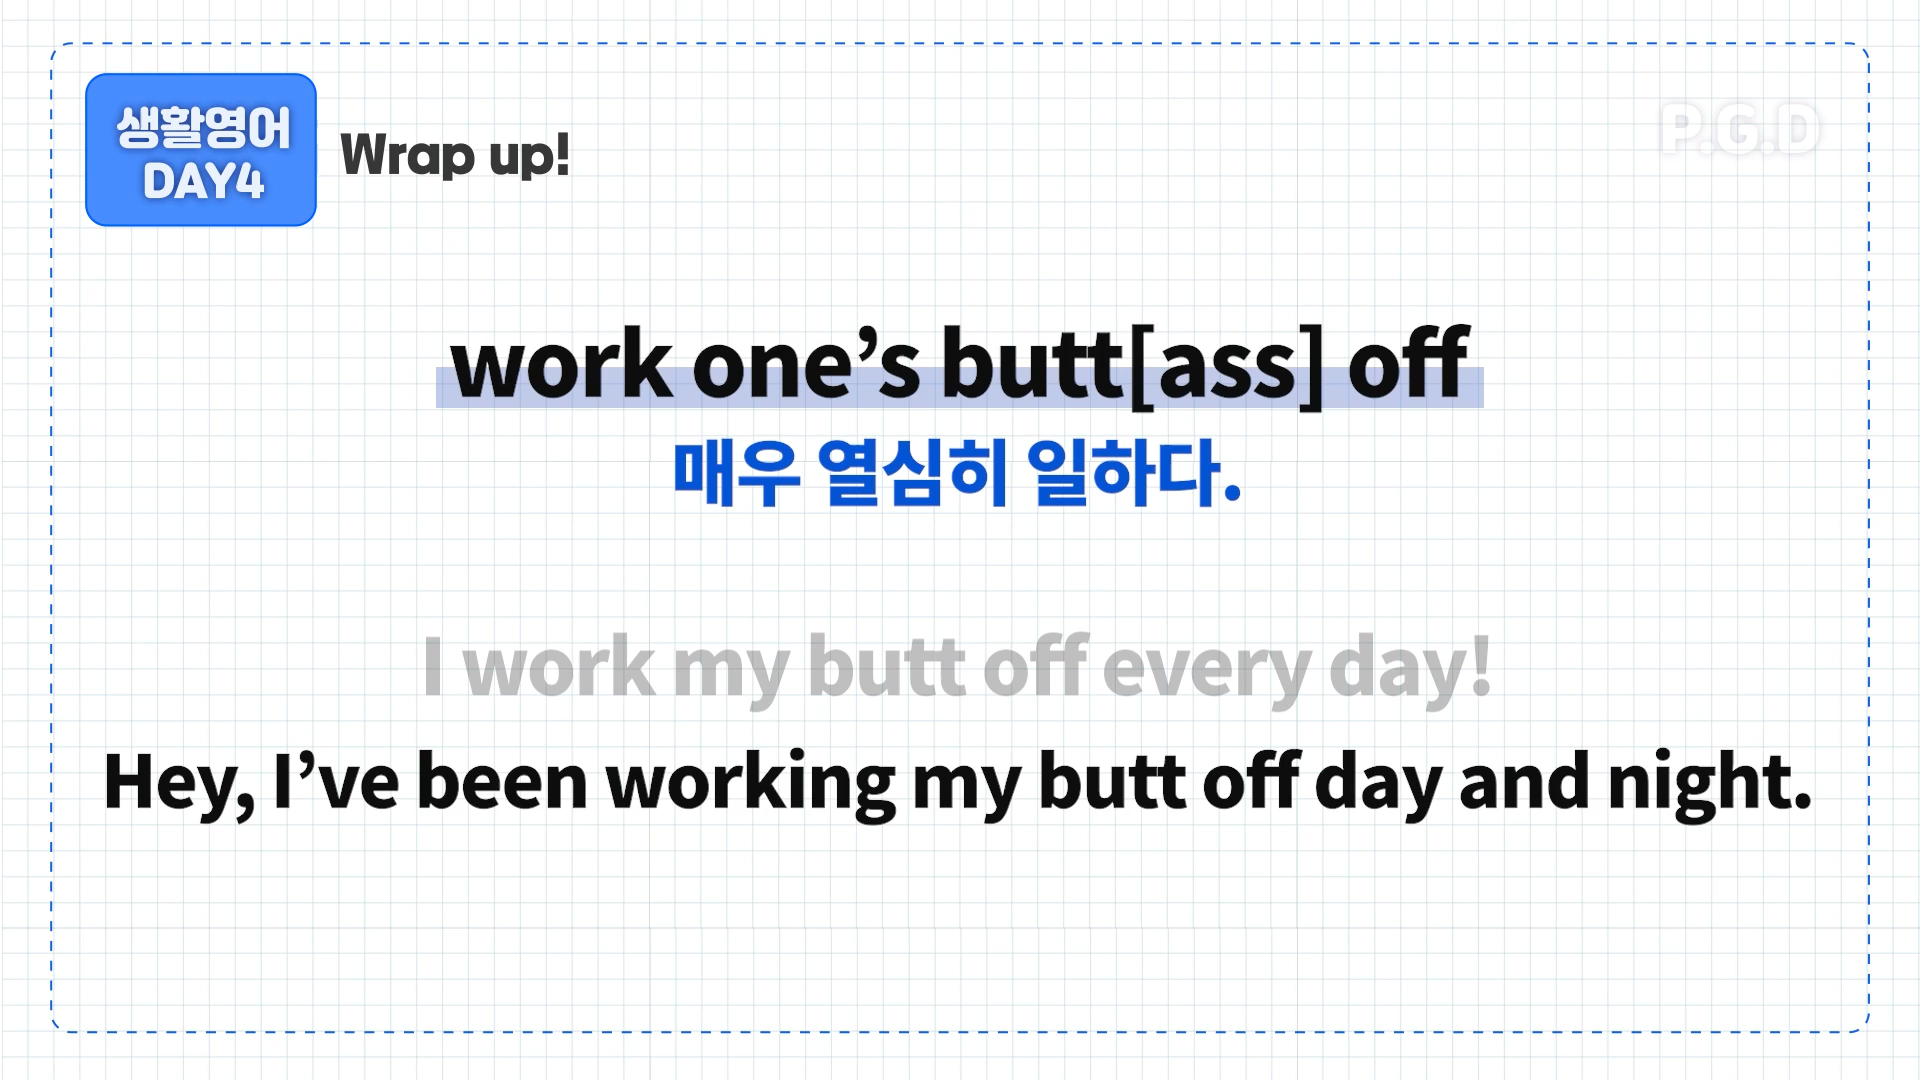 생활영어
DAY4
Wrap up!
P.G.D
work one’s butt[ass] off
매우 열심히 일하다.
I work my butt off every day!
Hey, I’ve been working my butt off day and night.